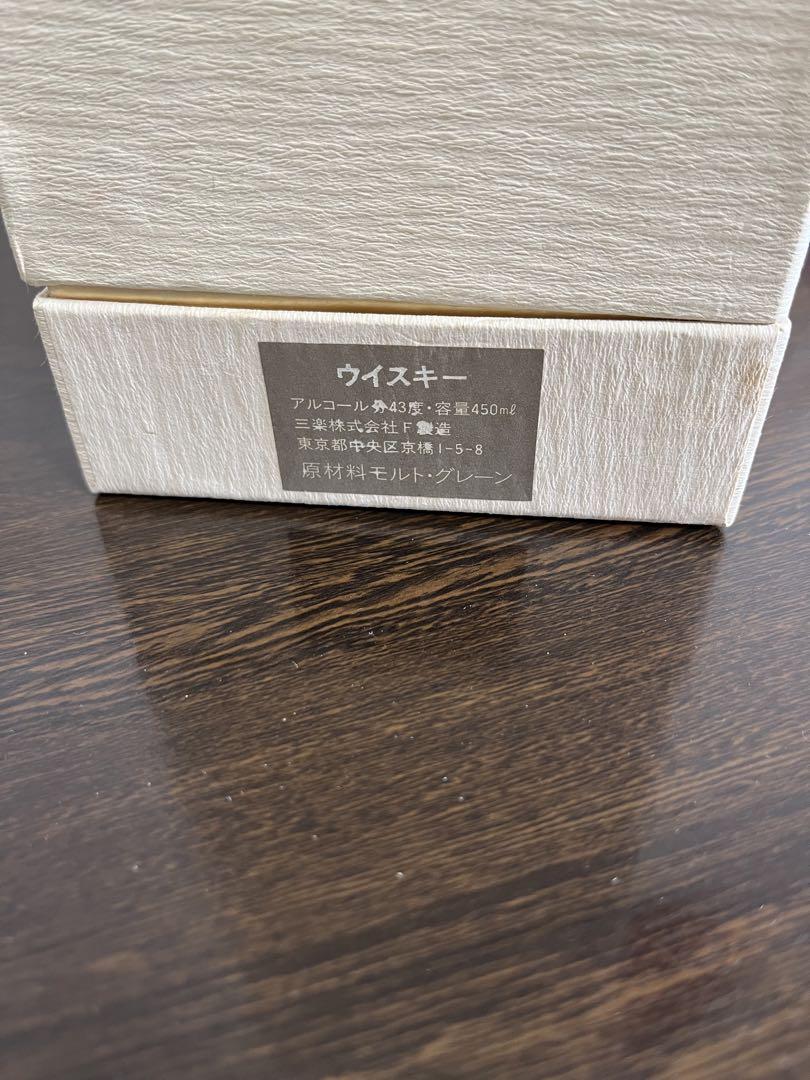 ウイスキー
アルコール分43度・容量450mℓ
三楽株式会社F製造
東京都中央区京橋1-5-8
原材料モルト・グレーン